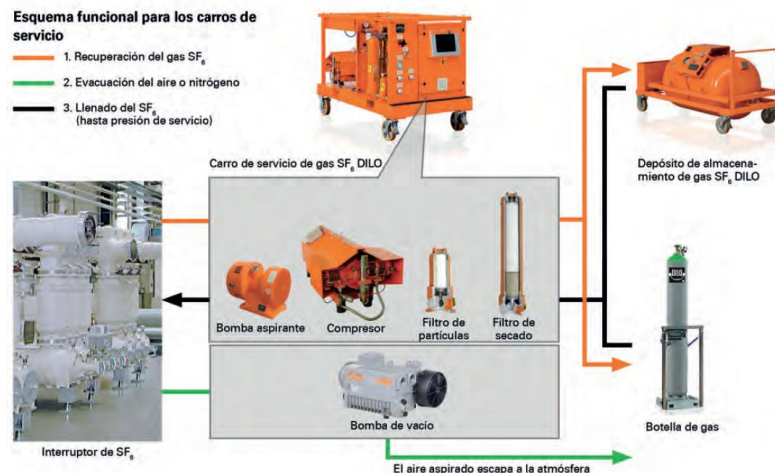 Esquema funcional para los carros de
servicio
1. Recuperación del gas SF₆
2. Evacuación del aire o nitrógeno
3. Llenado del SF₆
(hasta presión de servicio)
Carro de servicio de gas SF₆ DILO
Depósito de almacena-
miento de gas SF₆ DILO
Bomba aspirante
Compresor
Filtro de
partículas
Filtro de
secado
DILO
Bomba de vacío
Botella de gas
Interruptor de SF₆
El aire aspirado escapa a la atmósfera